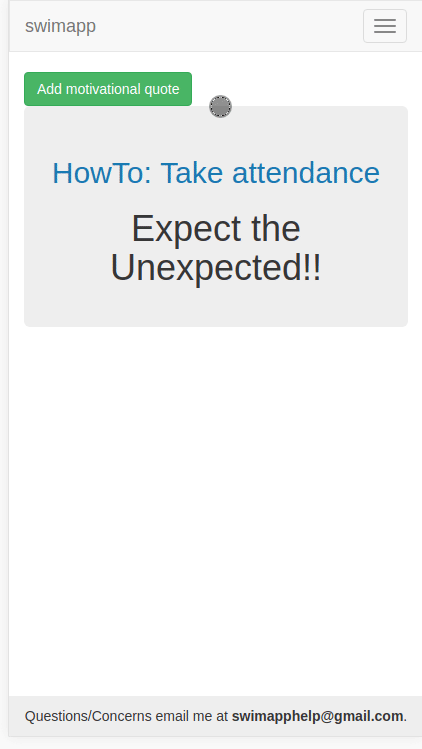 swimapp
Add motivational quote
HowTo: Take attendance
Expect the
Unexpected!!
Questions/Concerns email me at swimapphelp@gmail.com.